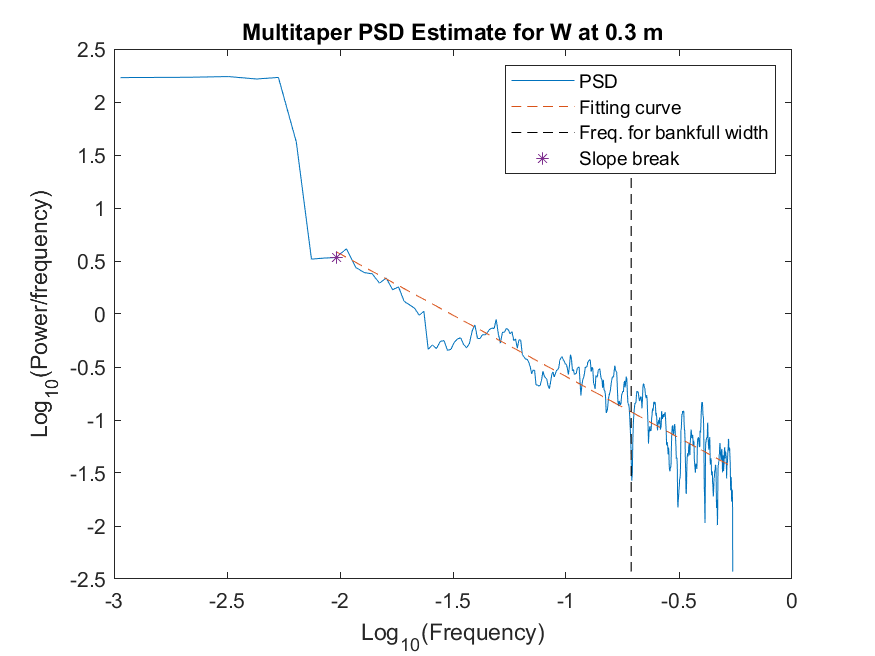 Multitaper PSD Estimate for W at 0.3 m
2.5
2
1.5
1
0.5
0
-0.5
-1
-1.5
-2
-2.5
Log10(Power/frequency)
PSD
Fitting curve
Freq. for bankfull width
Slope break
-3
-2.5
-2
-1.5
-1
-0.5
0
Log10(Frequency)